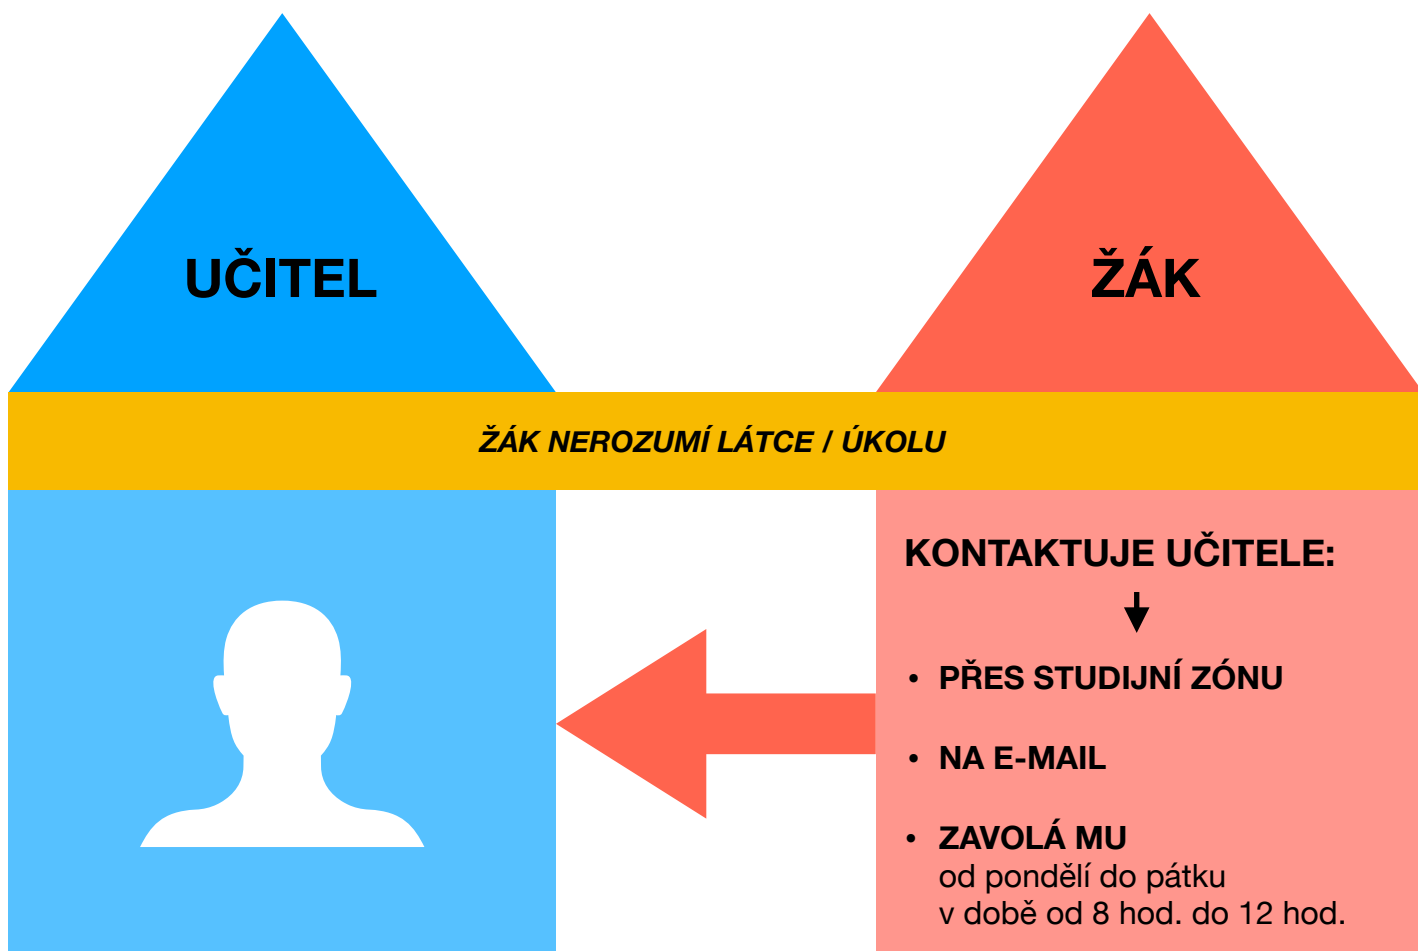 UČITEL
ŽÁK
ŽÁK NEROZUMÍ LÁTCE / ÚKOLU
KONTAKTUJE UČITELE:
• PŘES STUDIJNÍ ZÓNU
• NA E-MAIL
• ZAVOLÁ MU
od pondělí do pátku
v době od 8 hod. do 12 hod.